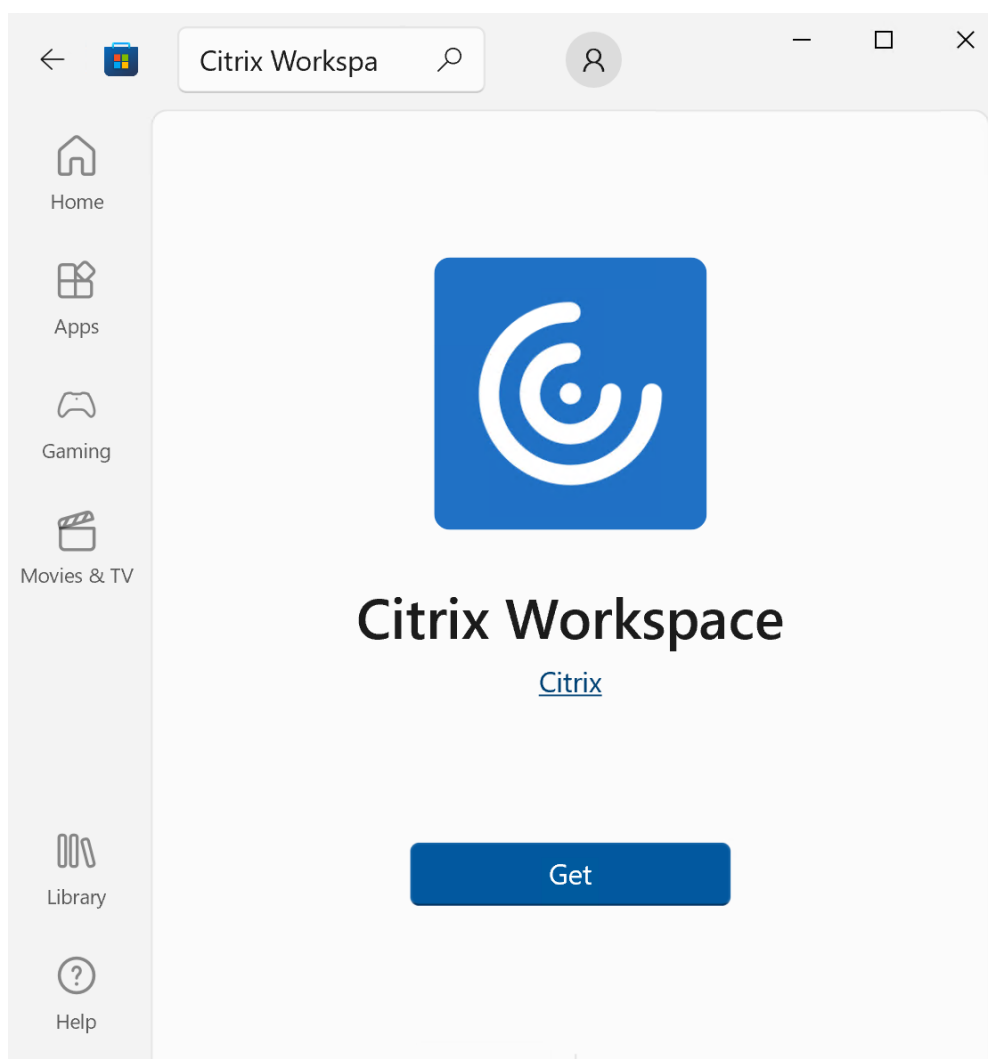 Citrix Workspa
Home
Apps
Gaming
Movies & TV
Citrix Workspace
Citrix
Get
Library
Help